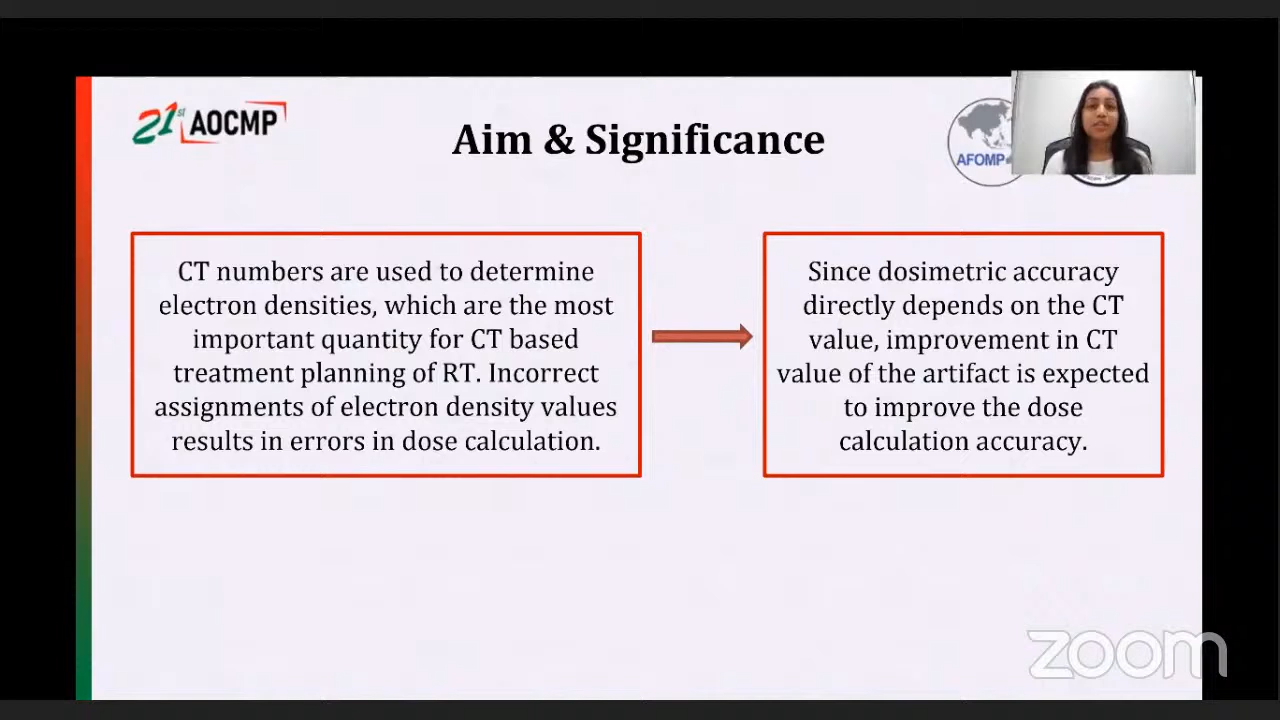 21st AOCMP
Aim & Significance
AFOMP
CT numbers are used to determine
electron densities, which are the most
important quantity for CT based
treatment planning of RT. Incorrect
assignments of electron density values
results in errors in dose calculation.
Since dosimetric accuracy
directly depends on the CT
value, improvement in CT
value of the artifact is expected
to improve the dose
calculation accuracy.
zoom